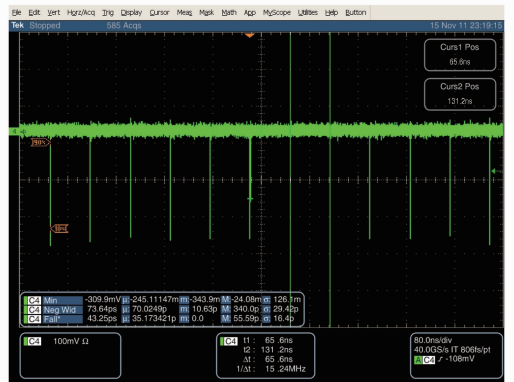 File Edit Vert Horz/Acq Trig Display Cursor Meas Mask Math App MyScope Utilities Help Button
Tek Stopped 585 Acqs 15 Nov 11 23:19:15
Curs1 Pos
65.6ns
Curs2 Pos
131.2ns
4
90%
10%
C4 Min -309.9mV μ:-245.11147m m:-343.9m M:-24.08m σ: 126.1m
C4 Neg Wid 73.64ps μ: 70.0249p m: 10.63p M: 340.0p σ: 29.42p
C4 Fall* 43.25ps μ: 35.173421p m: 0.0 M: 55.59p σ: 16.4p
C4 100mV Ω
C4 t1: 65 .6ns
t2: 131 .2ns
Δt: 65 .6ns
1/Δt: 15 .24MHz
80.0ns/div
40.0GS/s IT 806fs/pt
A C4 ƒ -108mV